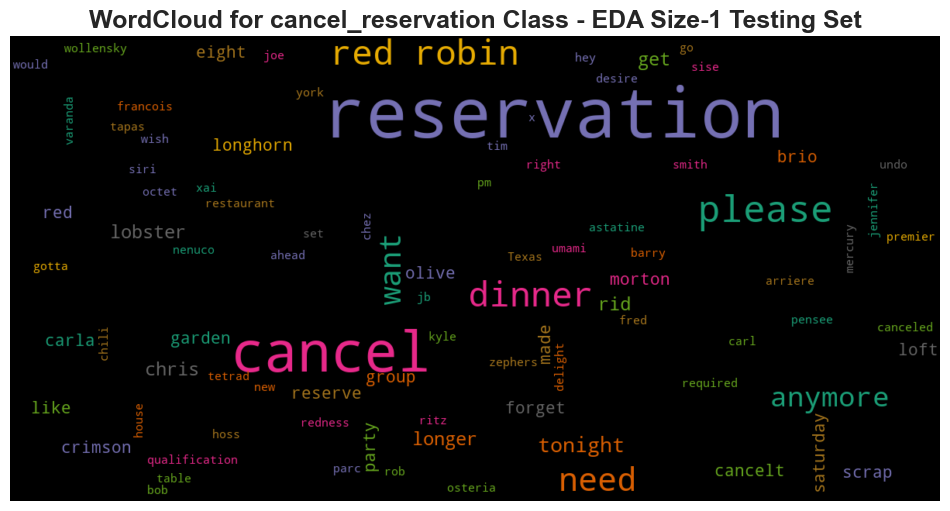 WordCloud for cancel_reservation Class - EDA Size-1 Testing Set
wollensky
eight
joe
red robin
hey
get
go
would
sise
desire
york
varanda
francois
reservation
x
tapas
wish
longhorn
tim
right
smith
brio
undo
siri
octet
xai
pm
restaurant
red
please
jennifer
lobster
set
chez
astatine
premier
nenuco
ahead
want
Texas
umami
barry
mercury
gotta
olive
morton
arriere
jb
dinner
rid
carla
chili
garden
cancel
kyle
made
fred
pensee
canceled
carl
loft
chris
tetrad
new
group
zephers
delight
required
reserve
anymore
like
house
forget
hoss
redness
ritz
crimson
party
longer
tonight
saturday
qualification
parc
rob
need
cancelt
scrap
table
bob
osteria